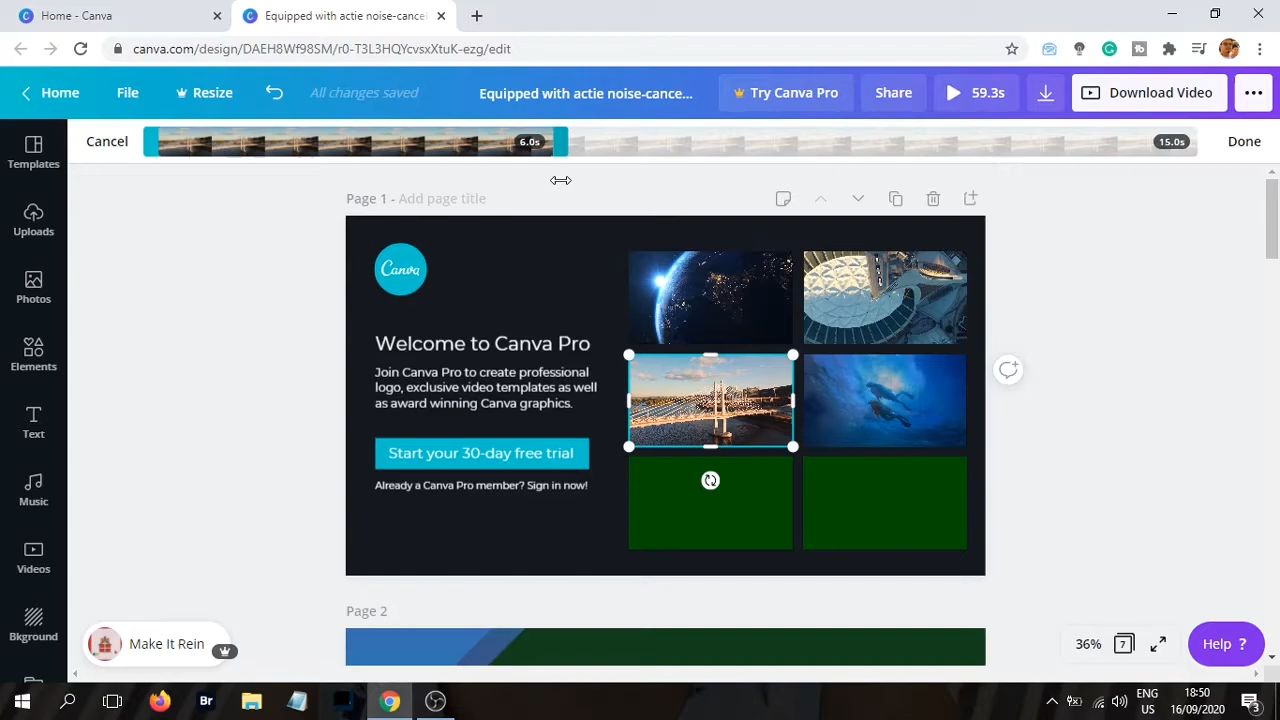 Home - Canva
Equipped with actie noise-cancel
canva.com/design/DAEH8Wf98SM/r0-T3L3HQYcvsxXtuK-ezg/edit
Home
File
Resize
All changes saved
Equipped with actie noise-cance...
Try Canva Pro
Share
59.3s
Download Video
Cancel
6.0s
15.0s
Done
Templates
Uploads
Photos
Elements
Text
Music
Videos
Bkground
Page 1 - Add page title
Canva
Welcome to Canva Pro
Join Canva Pro to create professional
logo, exclusive video templates as well
as award winning Canva graphics.
Start your 30-day free trial
Already a Canva Pro member? Sign in now!
Page 2
Make It Rein
36%
7
Help ?
Br
ENG
US
18:50
16/09/2020
3